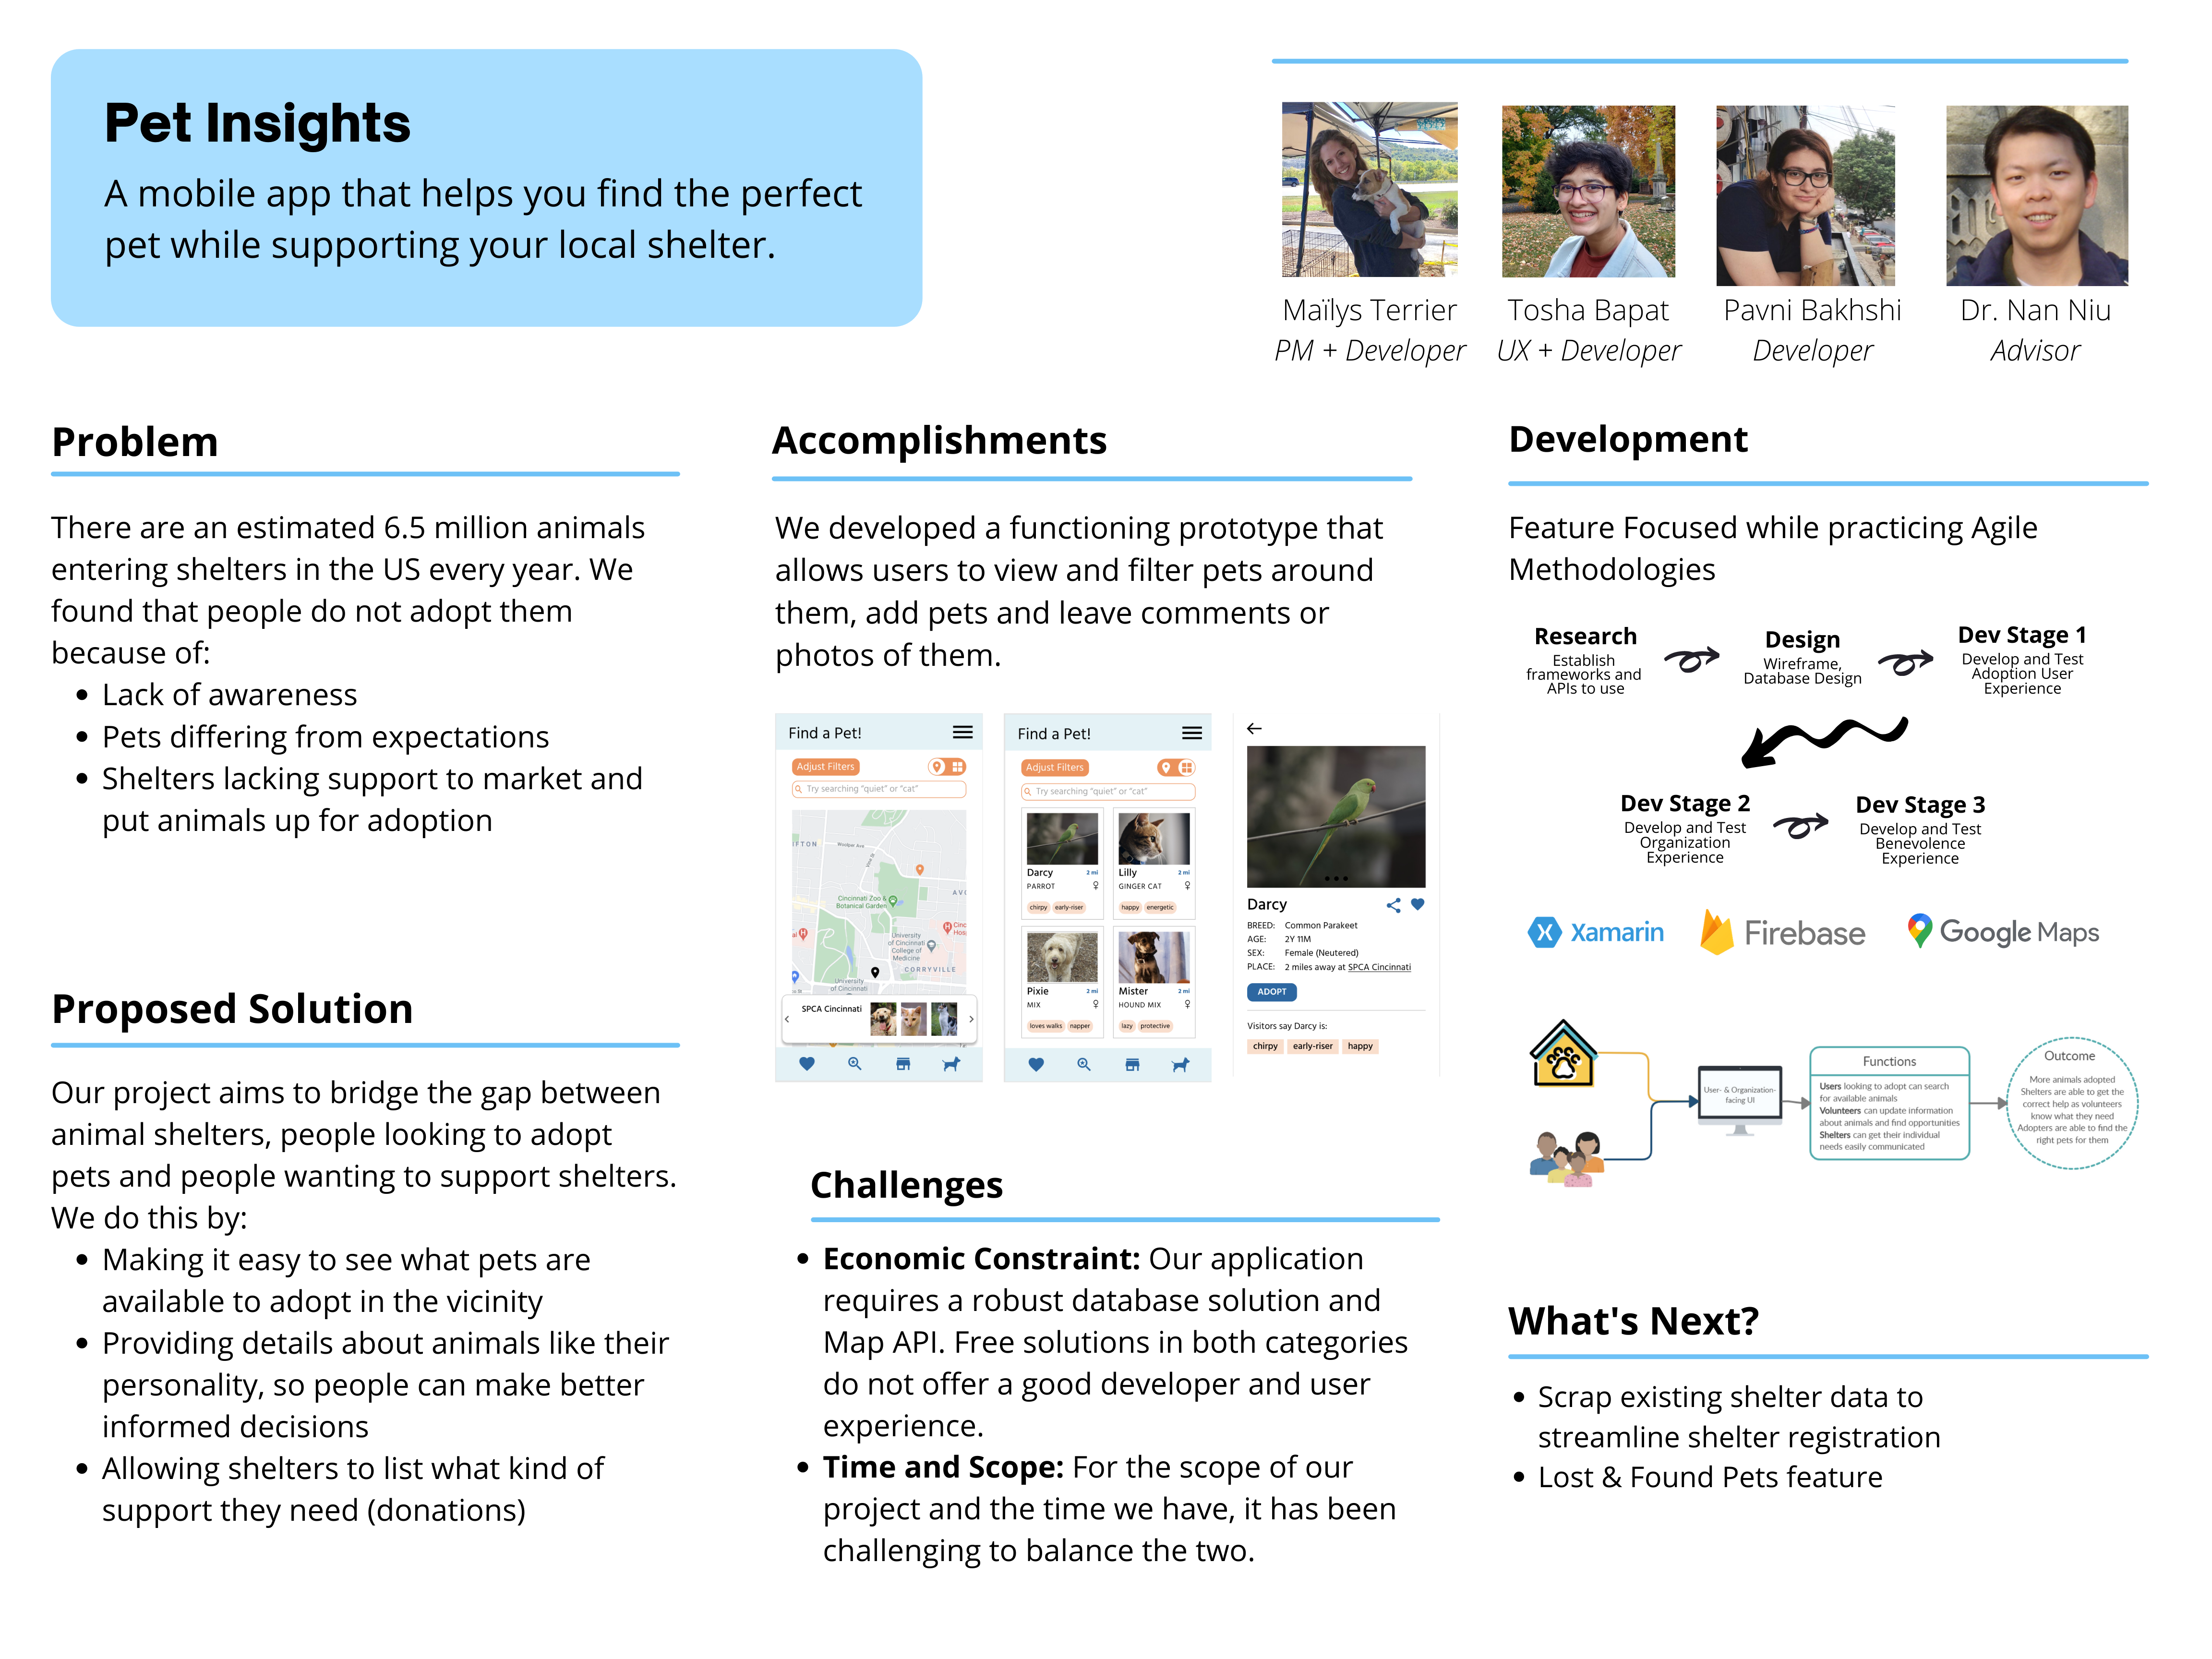 Pet Insights
A mobile app that helps you find the perfect
pet while supporting your local shelter.
Maïlys Terrier
PM + Developer
Tosha Bapat
UX + Developer
Pavni Bakhshi
Developer
Dr. Nan Niu
Advisor
Problem
There are an estimated 6.5 million animals
entering shelters in the US every year. We
found that people do not adopt them
because of:
• Lack of awareness
• Pets differing from expectations
• Shelters lacking support to market and
put animals up for adoption
Proposed Solution
Our project aims to bridge the gap between
animal shelters, people looking to adopt
pets and people wanting to support shelters.
We do this by:
• Making it easy to see what pets are
available to adopt in the vicinity
• Providing details about animals like their
personality, so people can make better
informed decisions
• Allowing shelters to list what kind of
support they need (donations)
Accomplishments
We developed a functioning prototype that
allows users to view and filter pets around
them, add pets and leave comments or
photos of them.
Find a Pet!
Adjust Filters
Try searching "quiet" or "cat"
IFTON
Vine St
Cincinnati Zoo &
Botanical Garden
AVO
Cinc
Hos
University
of Cincinnati
College of
Medicine
CORRYVILLE
University
of Cincinnati
SPCA Cincinnati
Find a Pet!
Adjust Filters
Try searching "quiet" or "cat"
Darcy 2 mi
PARROT
chirpy early-riser
Lilly 2 mi
GINGER CAT
happy energetic
Pixie 2 mi
MIX
loves walks napper
Mister 2 mi
HOUND MIX
lazy protective
Darcy
BREED: Common Parakeet
AGE: 2Y 11M
SEX: Female (Neutered)
PLACE: 2 miles away at SPCA Cincinnati
ADOPT
Visitors say Darcy is:
chirpy early-riser happy
Challenges
• Economic Constraint: Our application
requires a robust database solution and
Map API. Free solutions in both categories
do not offer a good developer and user
experience.
• Time and Scope: For the scope of our
project and the time we have, it has been
challenging to balance the two.
Development
Feature Focused while practicing Agile
Methodologies
Research
Establish
frameworks and
APIs to use
Design
Wireframe,
Database Design
Dev Stage 1
Develop and Test
Adoption User
Experience
Dev Stage 2
Develop and Test
Organization
Experience
Dev Stage 3
Develop and Test
Benevolence
Experience
Xamarin
Firebase
Google Maps
User- & Organization-
facing UI
Functions
Users looking to adopt can search
for available animals
Volunteers can update information
about animals and find opportunities
Shelters can get their individual
needs easily communicated
Outcome
More animals adopted
Shelters are able to get the
correct help as volunteers
know what they need
Adopters are able to find the
right pets for them
What's Next?
• Scrap existing shelter data to
streamline shelter registration
• Lost & Found Pets feature